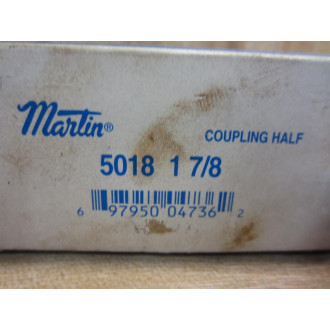 Martin®
COUPLING HALF
5018 1 7/8
6 97950 04736 2